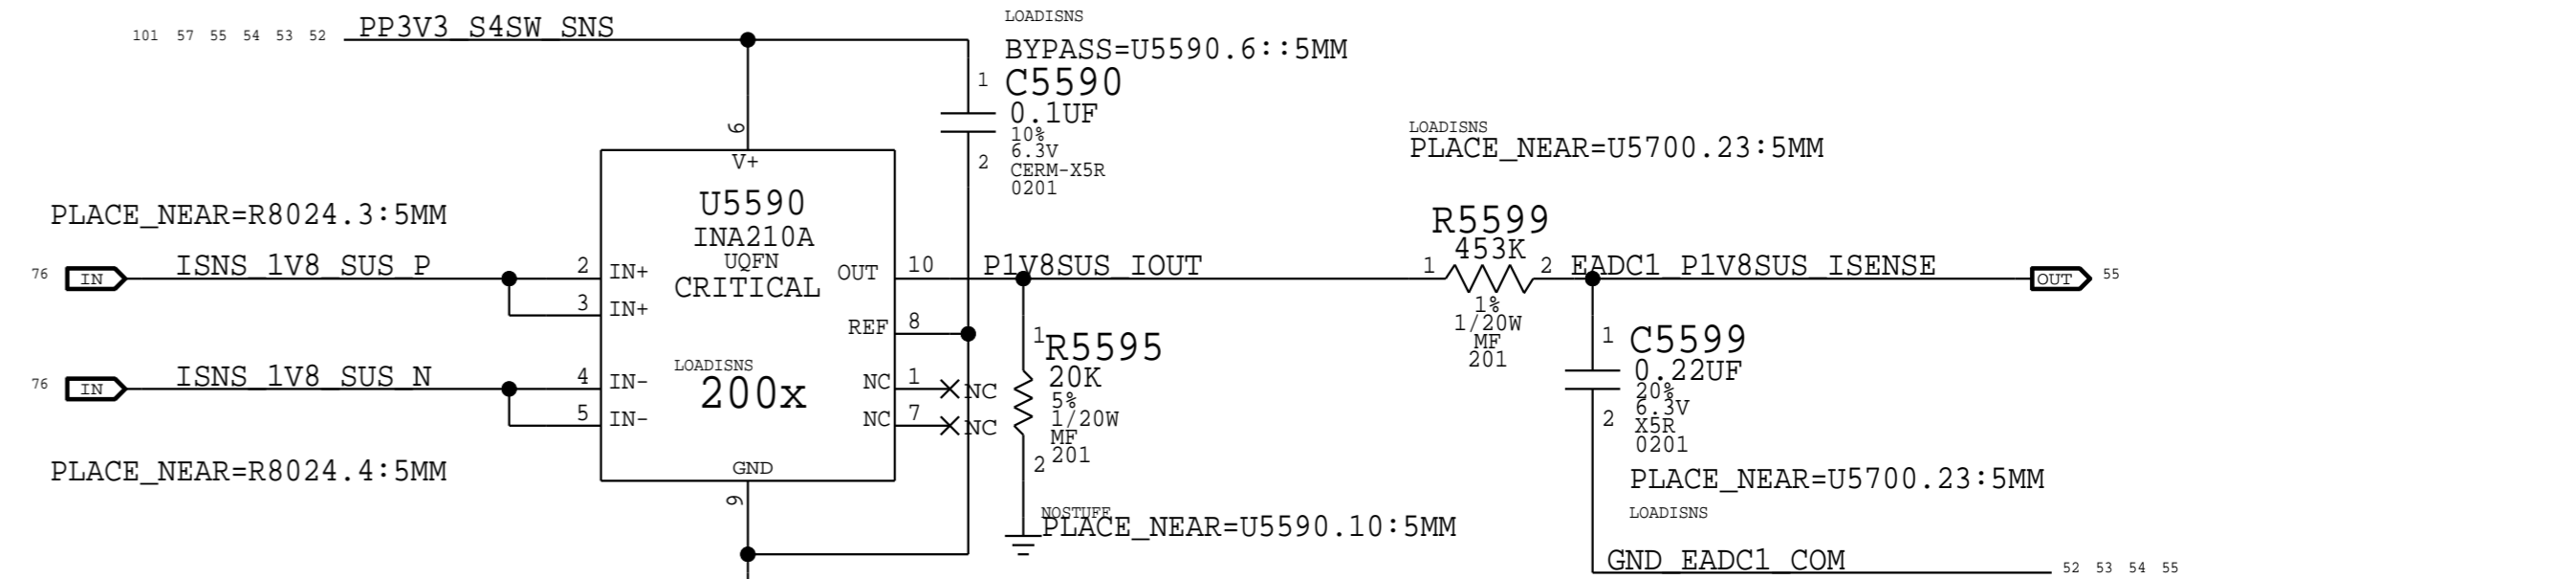 LOADISNS
101 57 55 54 53 52 PP3V3_S4SW_SNS
BYPASS=U5590.6::5MM
1 C5590
0.1UF
10%
6.3V
2
CERM-X5R
0201
6
V+
LOADISNS
PLACE_NEAR=U5700.23:5MM
PLACE_NEAR=R8024.3:5MM
U5590
INA210A
UQFN
CRITICAL
R5599
453K
76 IN ISNS_1V8_SUS_P 2 IN+
3 IN+
OUT 10 P1V8SUS_IOUT
1 2 EADC1_P1V8SUS_ISENSE OUT 55
1%
1/20W
MF
201
REF 8
1 R5595
20K
5%
1/20W
MF
201
2
1 C5599
0.22UF
20%
6.3V
2
X5R
0201
LOADISNS
200x
76 IN ISNS_1V8_SUS_N 4 IN-
5 IN-
NC 1 NC
NC 7 NC
PLACE_NEAR=R8024.4:5MM
GND
9
PLACE_NEAR=U5700.23:5MM
LOADISNS
NOSTUFF
PLACE_NEAR=U5590.10:5MM
GND_EADC1_COM 52 53 54 55